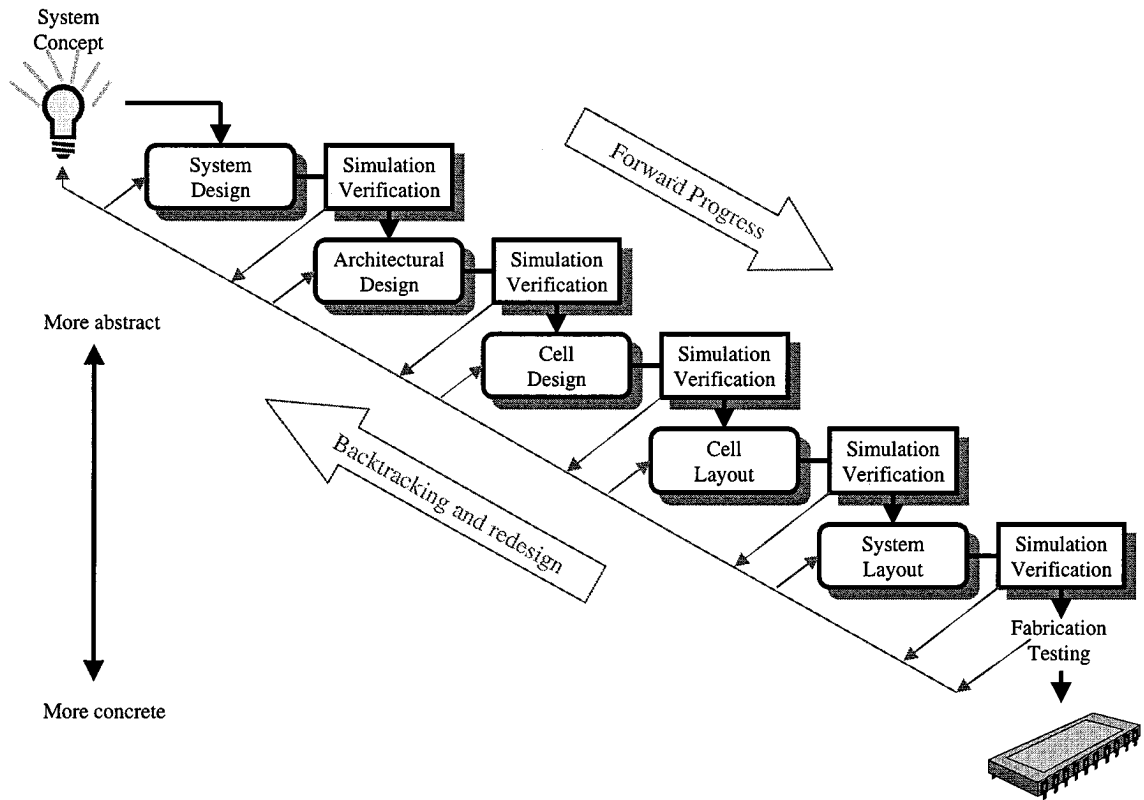 System
Concept
System
Design
Simulation
Verification
Forward Progress
Architectural
Design
Simulation
Verification
More abstract
Cell
Design
Simulation
Verification
Backtracking and redesign
Cell
Layout
Simulation
Verification
System
Layout
Simulation
Verification
Fabrication
Testing
More concrete